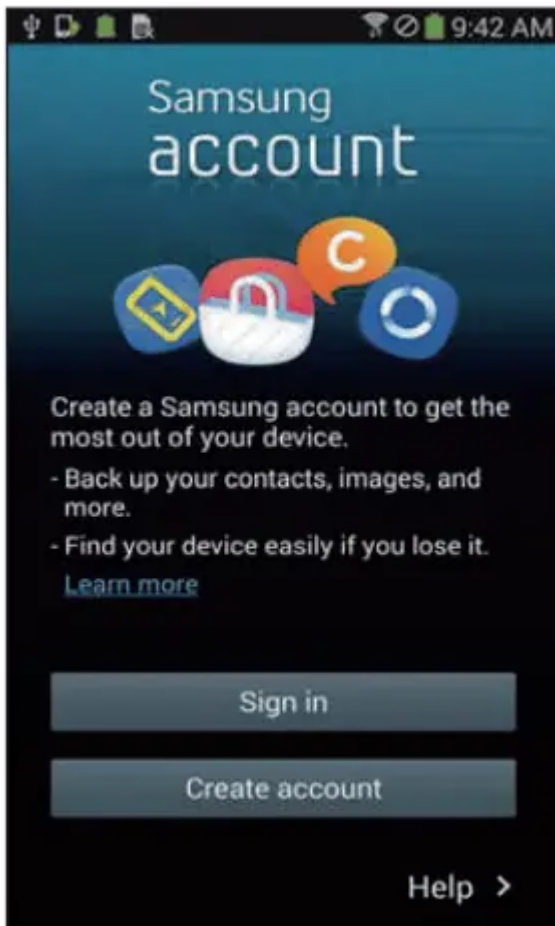 9:42 AM
Samsung
account
C
Create a Samsung account to get the
most out of your device.
- Back up your contacts, images, and
more.
- Find your device easily if you lose it.
Learn more
Sign in
Create account
Help >